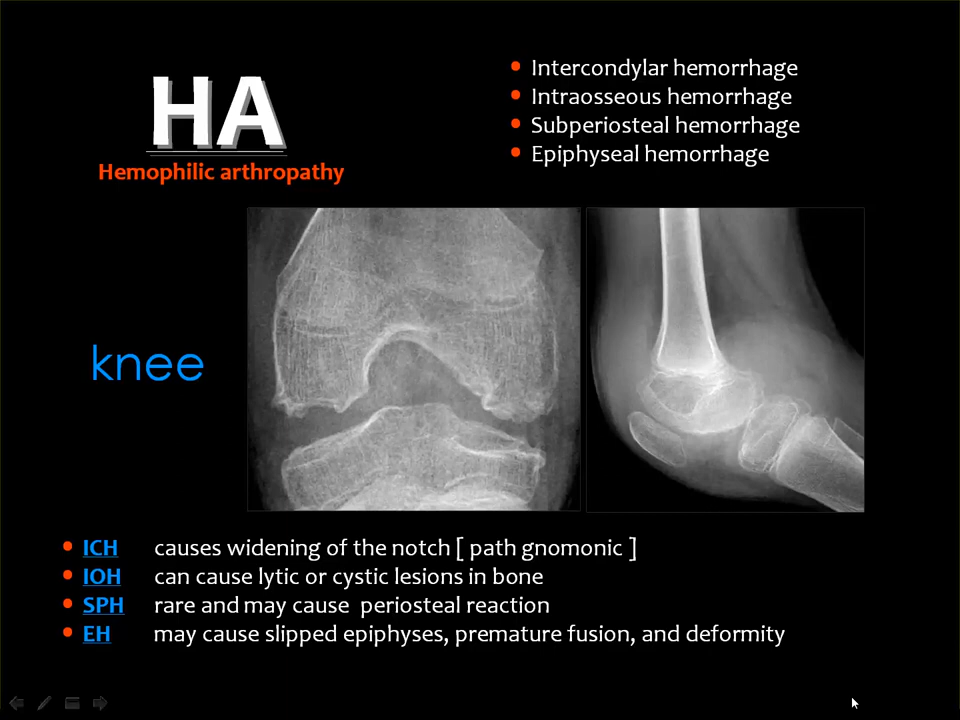 HA
Hemophilic arthropathy
• Intercondylar hemorrhage
• Intraosseous hemorrhage
• Subperiosteal hemorrhage
• Epiphyseal hemorrhage
knee
• ICH causes widening of the notch [ path gnomonic ]
• IOH can cause lytic or cystic lesions in bone
• SPH rare and may cause periosteal reaction
• EH may cause slipped epiphyses, premature fusion, and deformity